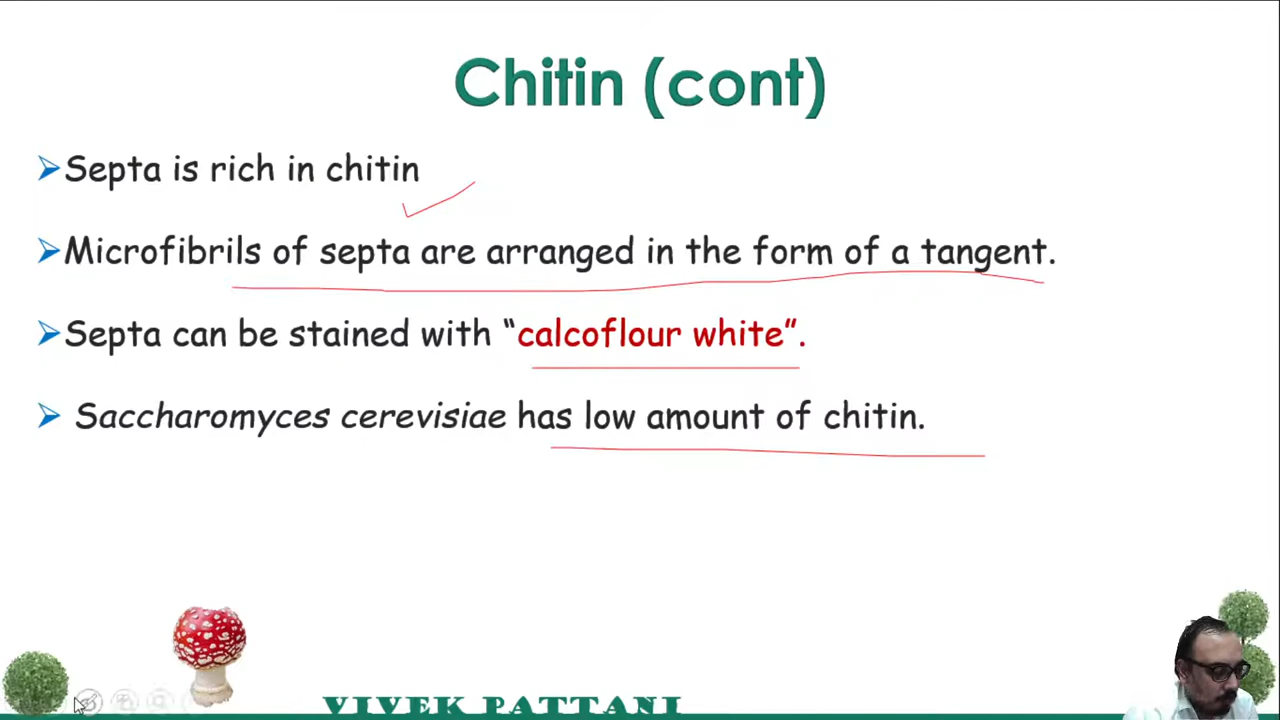 Chitin (cont)
Septa is rich in chitin
Microfibrils of septa are arranged in the form of a tangent.
Septa can be stained with “calcoflour white”.
Saccharomyces cerevisiae has low amount of chitin.
VIVEK PATTANI